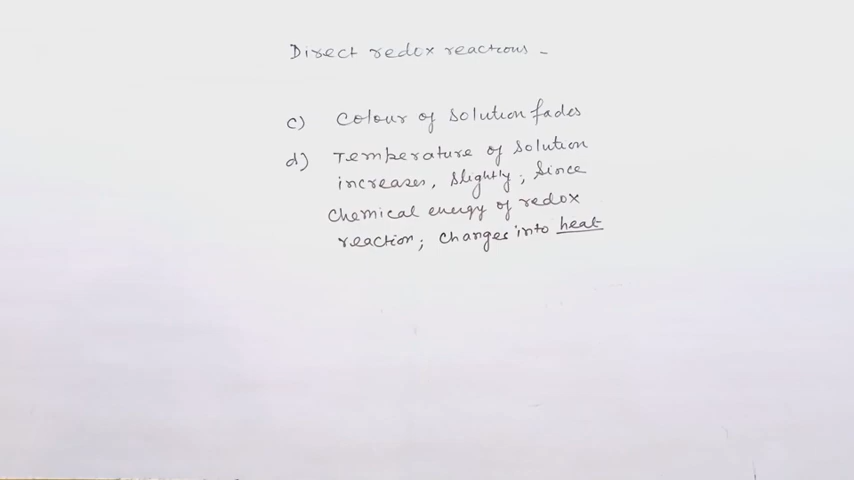 Direct redox reactions -
c) Colour of solution fades
d) Temperature of solution
increases, slightly; since
chemical energy of redox
reaction; changes into heat